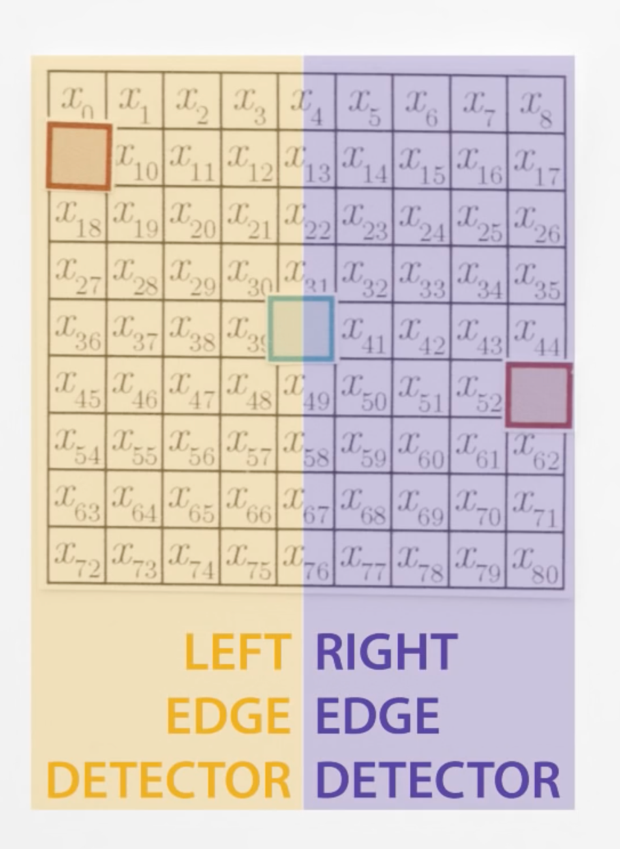 x₀ x₁ x₂ x₃ x₄ x₅ x₆ x₇ x₈
x₁₀ x₁₁ x₁₂ x₁₃ x₁₄ x₁₅ x₁₆ x₁₇
x₁₈ x₁₉ x₂₀ x₂₁ x₂₂ x₂₃ x₂₄ x₂₅ x₂₆
x₂₇ x₂₈ x₂₉ x₃₀ x₃₁ x₃₂ x₃₃ x₃₄ x₃₅
x₃₆ x₃₇ x₃₈ x₃₉ x₄₁ x₄₂ x₄₃ x₄₄
x₄₅ x₄₆ x₄₇ x₄₈ x₄₉ x₅₀ x₅₁ x₅₂
x₅₄ x₅₅ x₅₆ x₅₇ x₅₈ x₅₉ x₆₀ x₆₁ x₆₂
x₆₃ x₆₄ x₆₅ x₆₆ x₆₇ x₆₈ x₆₉ x₇₀ x₇₁
x₇₂ x₇₃ x₇₄ x₇₅ x₇₆ x₇₇ x₇₈ x₇₉ x₈₀
LEFT RIGHT
EDGE EDGE
DETECTOR DETECTOR